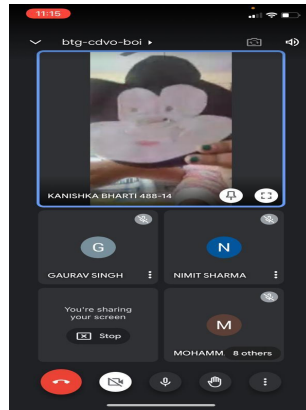 11:15
btg-cdvo-boi
KANISHKA BHARTI 488-14
G
GAURAV SINGH
N
NIMIT SHARMA
You're sharing
your screen
Stop
M
MOHAMM. 8 others